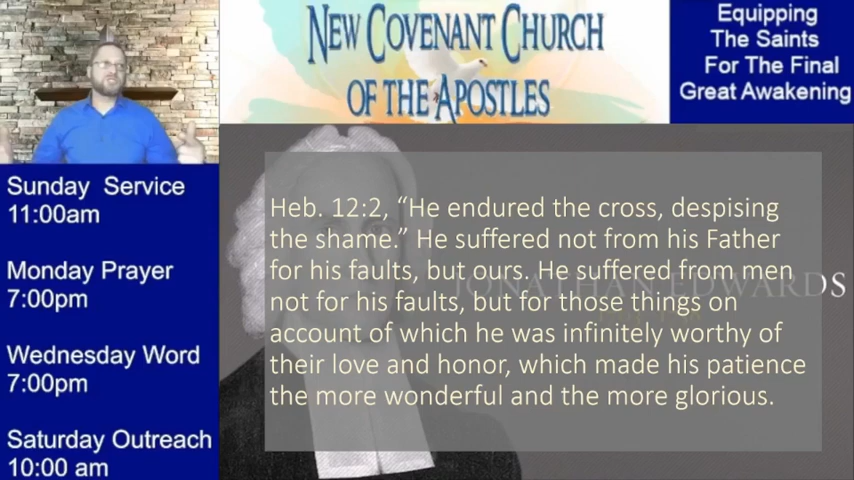 NEW COVENANT CHURCH
OF THE APOSTLES
Equipping
The Saints
For The Final
Great Awakening
Sunday Service
11:00am
Monday Prayer
7:00pm
Wednesday Word
7:00pm
Saturday Outreach
10:00 am
Heb. 12:2, “He endured the cross, despising
the shame.” He suffered not from his Father
for his faults, but ours. He suffered from men
not for his faults, but for those things on
account of which he was infinitely worthy of
their love and honor, which made his patience
the more wonderful and the more glorious.
JONATHAN EDWARDS